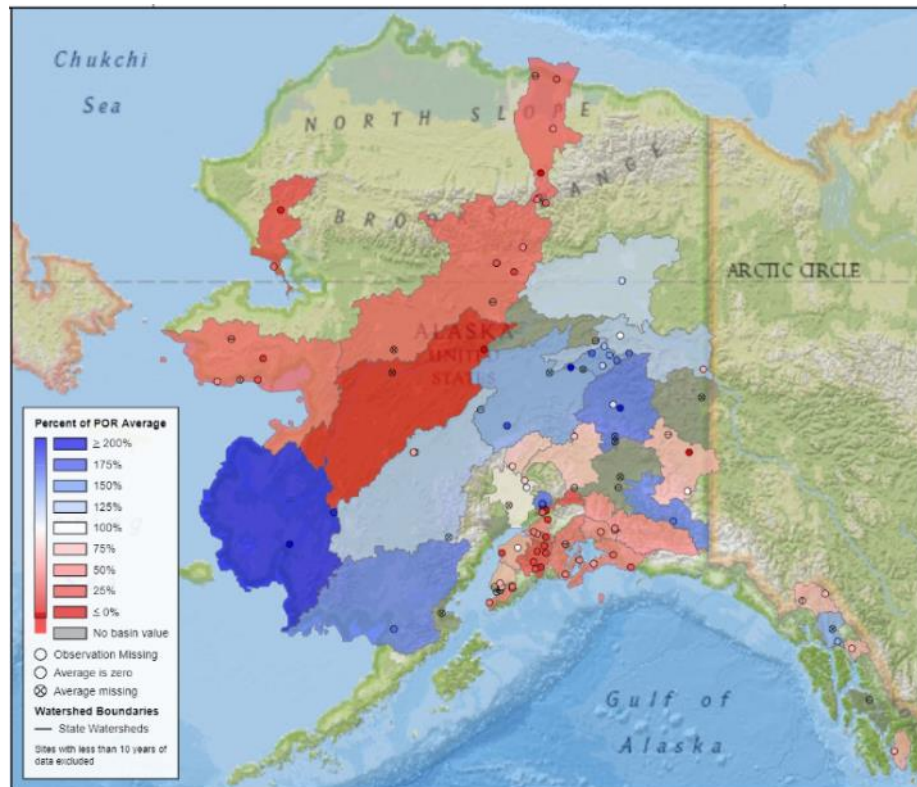 Chukchi
Sea
NORTH SLOPE
BROOKS RANGE
ARCTIC CIRCLE
ALASKA
UNITED
STATES
Percent of POR Average
≥ 200%
175%
150%
125%
100%
75%
50%
25%
≤ 0%
No basin value
Observation Missing
Average is zero
Average missing
Watershed Boundaries
State Watersheds
Sites with less than 10 years of
data excluded
Gulf of
Alaska